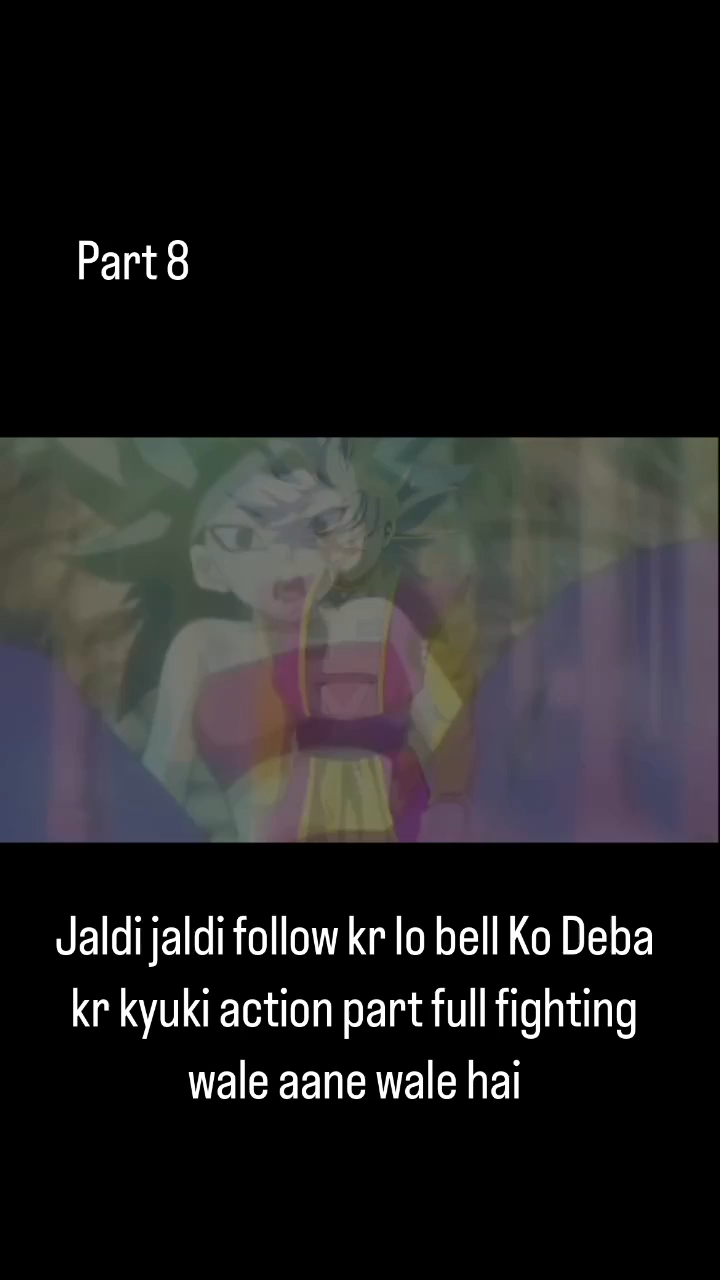 Part 8
Jaldi jaldi follow kr lo bell Ko Deba
kr kyuki action part full fighting
wale aane wale hai